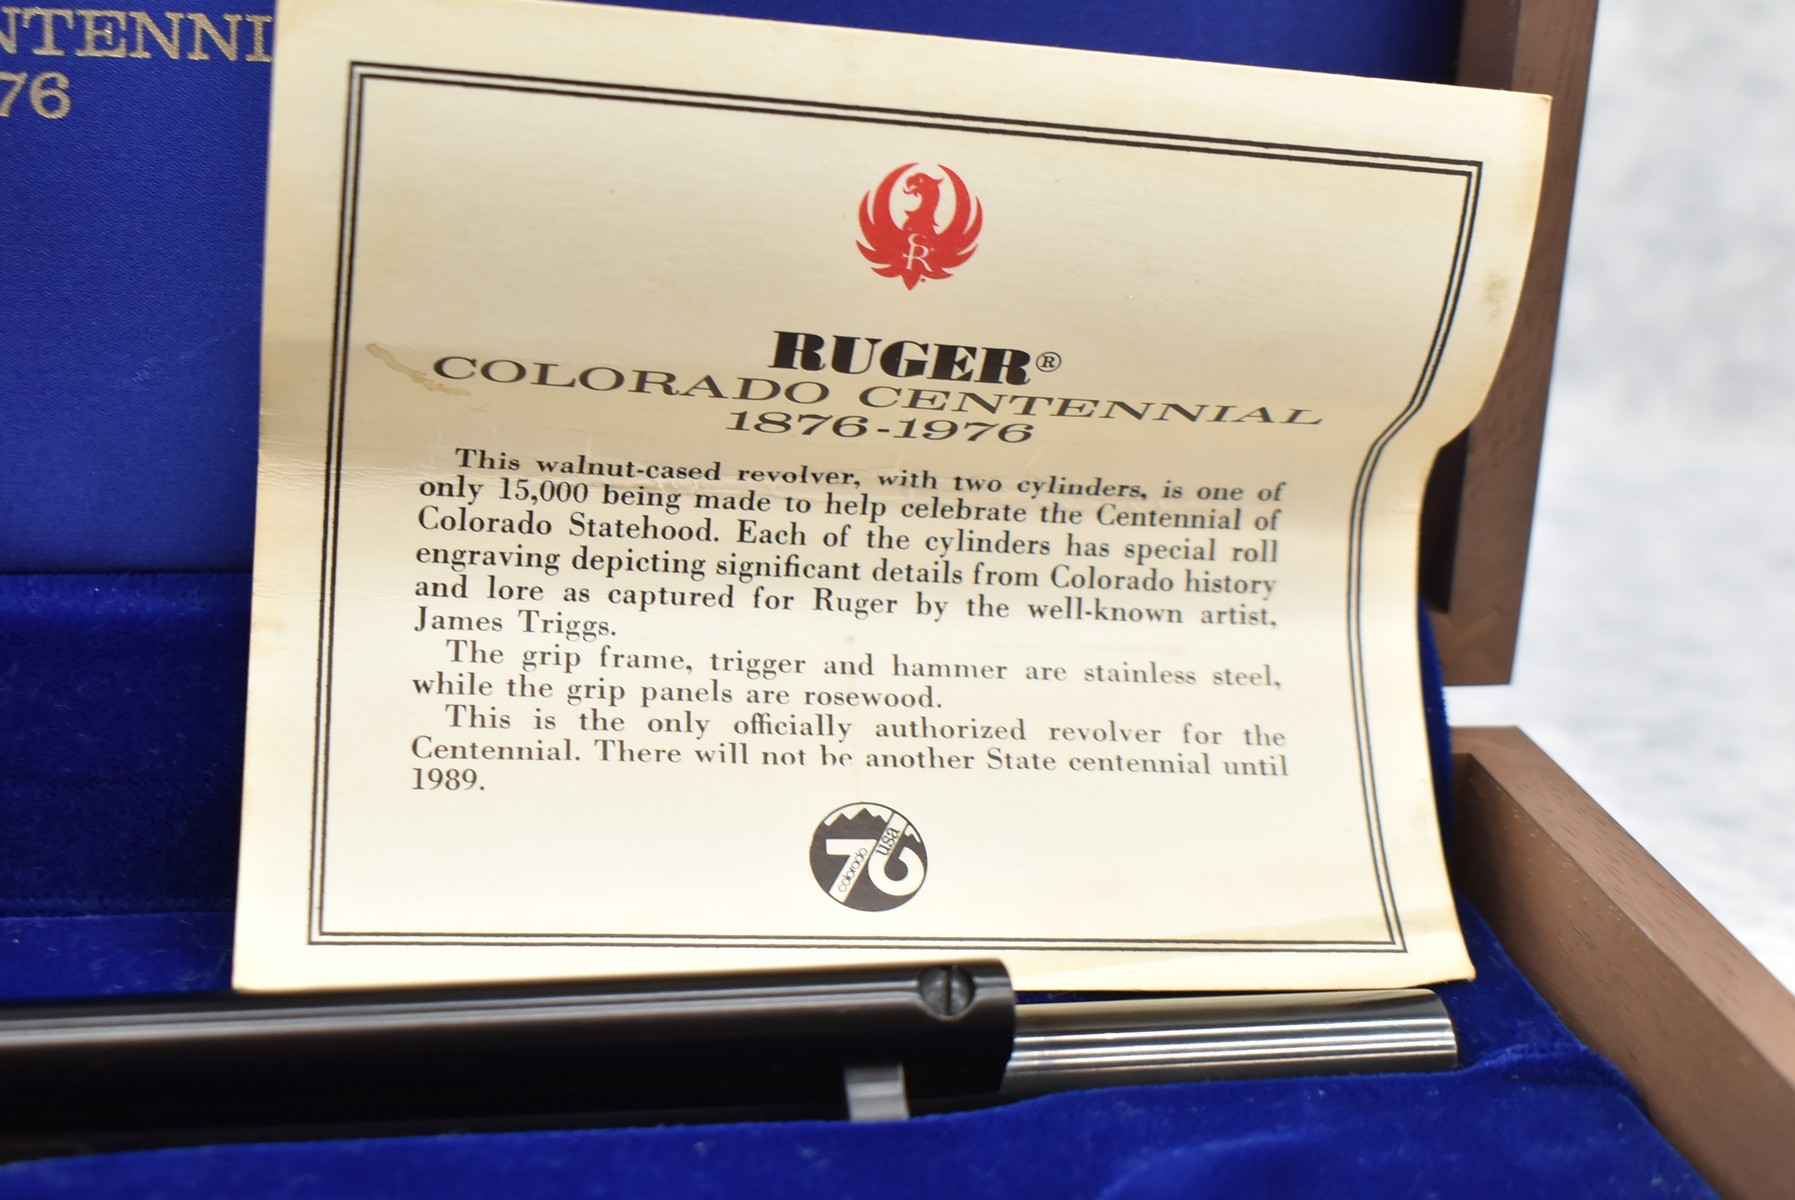 NTENNI
76
SR
RUGER®
COLORADO CENTENNIAL
1876-1976
This walnut-cased revolver, with two cylinders, is one of
only 15,000 being made to help celebrate the Centennial of
Colorado Statehood. Each of the cylinders has special roll
engraving depicting significant details from Colorado history
and lore as captured for Ruger by the well-known artist,
James Triggs.
The grip frame, trigger and hammer are stainless steel,
while the grip panels are rosewood.
This is the only officially authorized revolver for the
Centennial. There will not be another State centennial until
1989.
76
colorado
usa